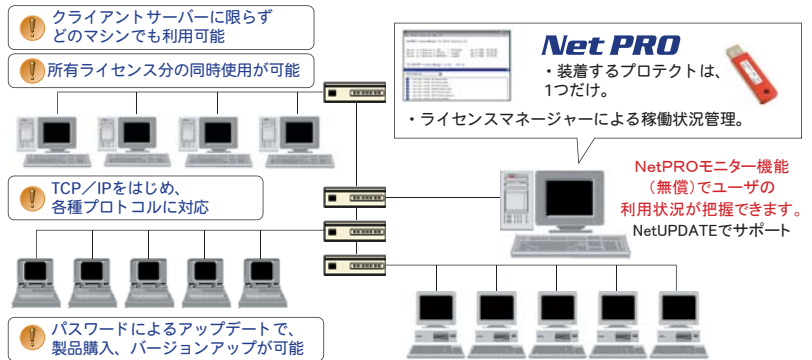 クライアントサーバーに限らず
どのマシンでも利用可能
所有ライセンス分の同時使用が可能
Net PRO
・装着するプロテクトは、
1つだけ。
・ライセンスマネージャーによる稼働状況管理。
TCP／IPをはじめ、
各種プロトコルに対応
NetPROモニター機能
（無償）でユーザの
利用状況が把握できます。
NetUPDATEでサポート
パスワードによるアップデートで、
製品購入、バージョンアップが可能